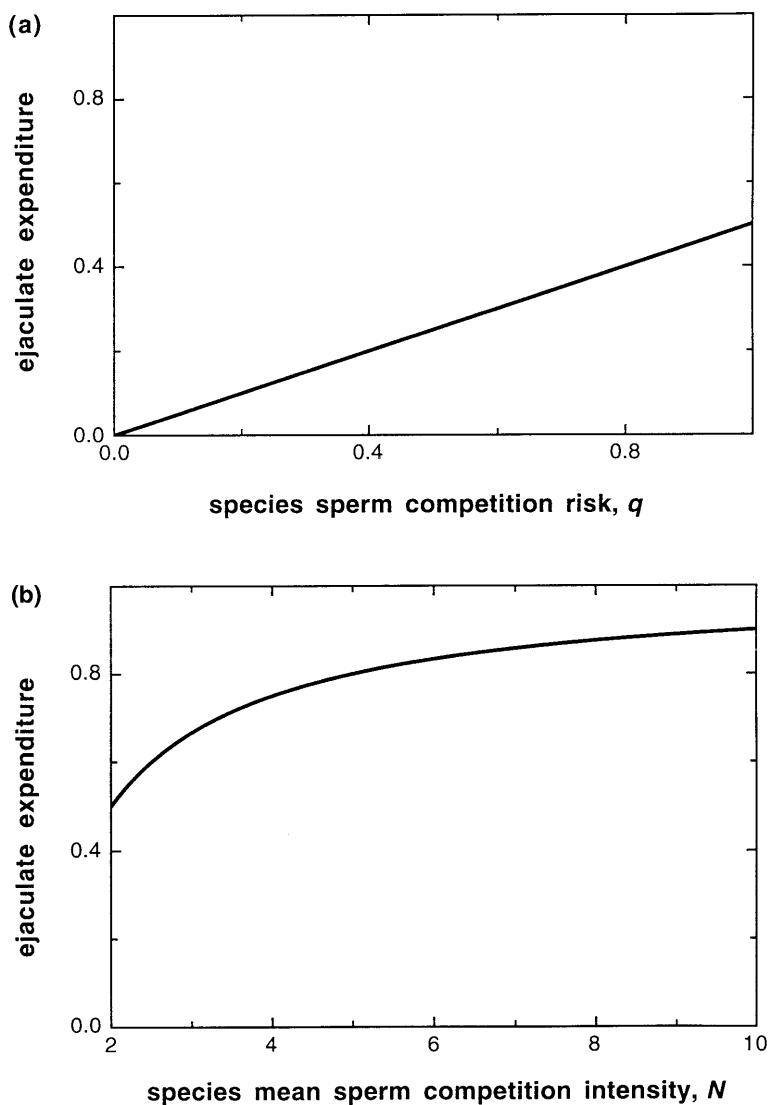 (a)
ejaculate expenditure
0.8
0.4
0.0
0.0 0.4 0.8
species sperm competition risk, q
(b)
ejaculate expenditure
0.8
0.4
0.0
2 4 6 8 10
species mean sperm competition intensity, N